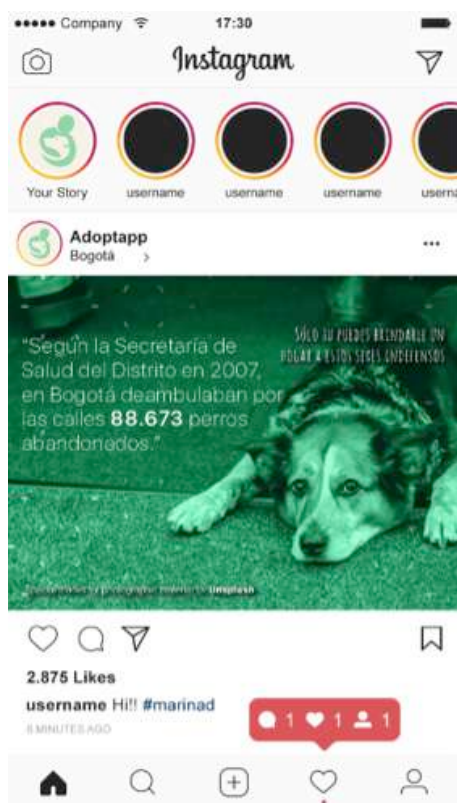 Company
17:30
Instagram
Your Story
username
username
username
userna
Adoptapp
Bogotá
"Según la Secretaría de
Salud del Distrito en 2007,
en Bogotá deambulaban por
las calles 88.673 perros
abandonados."
SÓLO TU PUEDES BRINDARLE UN
HOGAR A ESTOS SERES INDEFENSOS
Unsplash
2.875 Likes
username Hi!! #marinad
MINUTES AGO
1 1 1